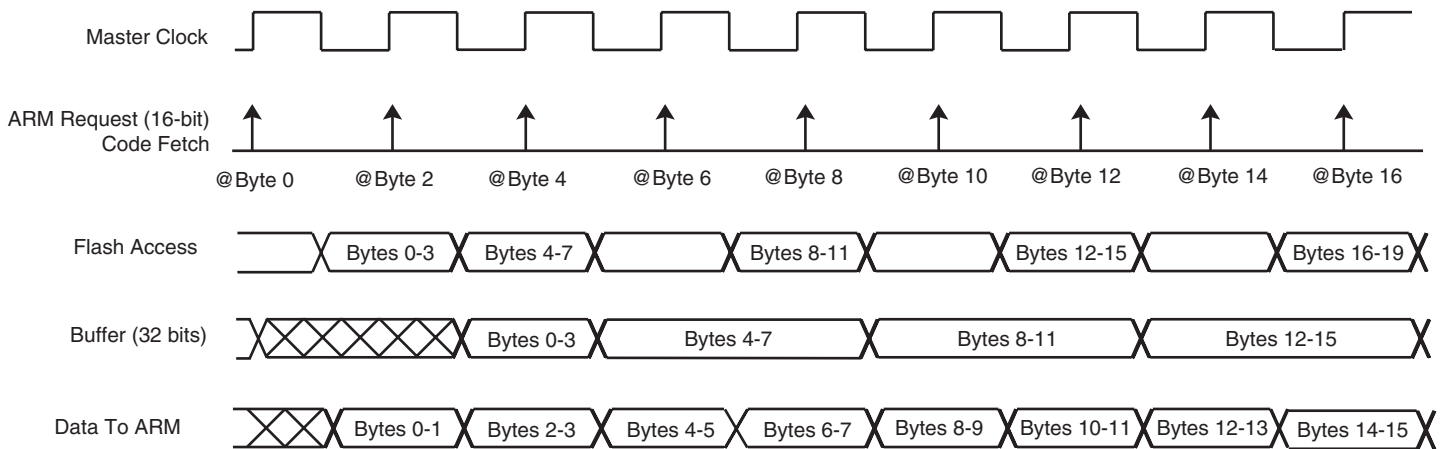 Master Clock
ARM Request (16-bit)
Code Fetch
@Byte 0 @Byte 2 @Byte 4 @Byte 6 @Byte 8 @Byte 10 @Byte 12 @Byte 14 @Byte 16
Flash Access Bytes 0-3 Bytes 4-7 Bytes 8-11 Bytes 12-15 Bytes 16-19
Buffer (32 bits) Bytes 0-3 Bytes 4-7 Bytes 8-11 Bytes 12-15
Data To ARM Bytes 0-1 Bytes 2-3 Bytes 4-5 Bytes 6-7 Bytes 8-9 Bytes 10-11 Bytes 12-13 Bytes 14-15